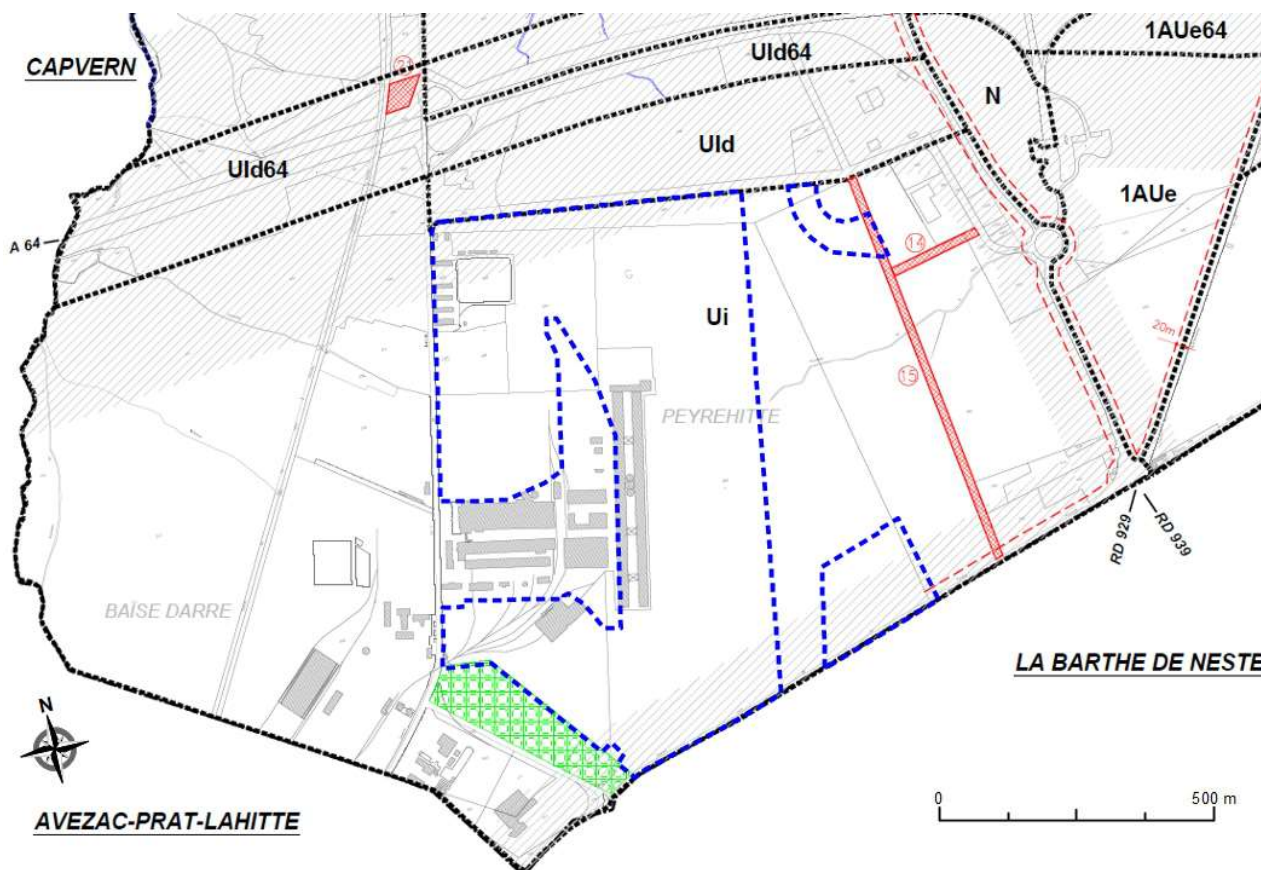 1AUe64
UId64
CAPVERN
21
N
UId
UId64
1AUe
A 64
14
Ui
20m
15
PEYREHITTE
RD 929
RD 939
BAÏSE DARRE
LA BARTHE DE NESTE
N
0
500 m
AVEZAC-PRAT-LAHITTE